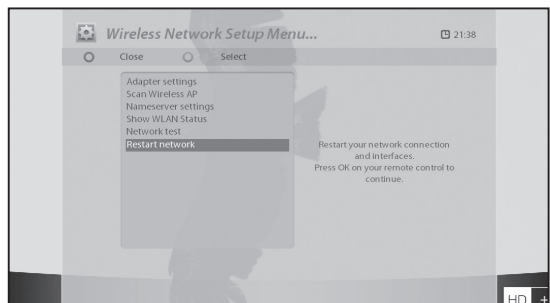 Wireless Network Setup Menu...
21:38
Close Select
Adapter settings
Scan Wireless AP
Nameserver settings
Show WLAN Status
Network test
Restart network
Restart your network connection
and interfaces.
Press OK on your remote control to
continue.
HD +